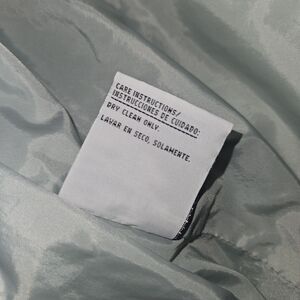 CARE INSTRUCTIONS/
INSTRUCCIONES DE CUIDADO:
DRY CLEAN ONLY.
LAVAR EN SECO, SOLAMENTE.